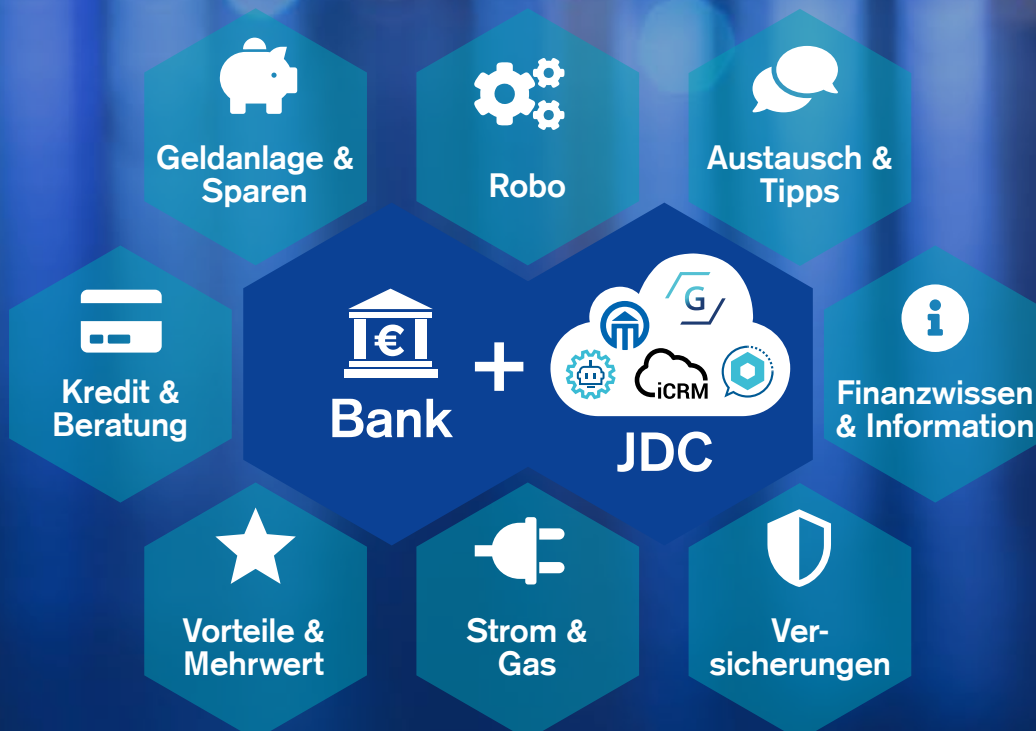 Geldanlage &
Sparen
Robo
Austausch &
Tipps
Kredit &
Beratung
€
Bank
+
G
iCRM
JDC
Finanzwissen
& Information
Vorteile &
Mehrwert
Strom &
Gas
Ver-
sicherungen